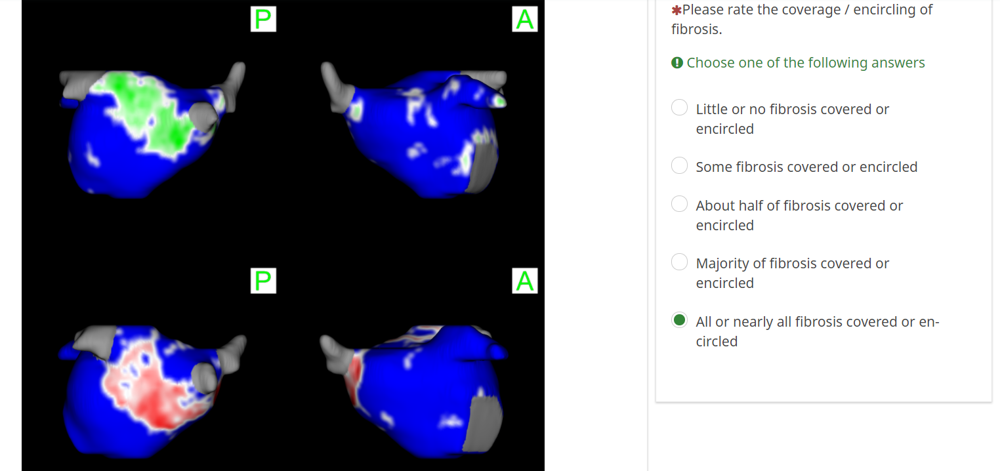 P
A
P
A
✱Please rate the coverage / encircling of
fibrosis.
Choose one of the following answers
Little or no fibrosis covered or
encircled
Some fibrosis covered or encircled
About half of fibrosis covered or
encircled
Majority of fibrosis covered or
encircled
All or nearly all fibrosis covered or en-
circled